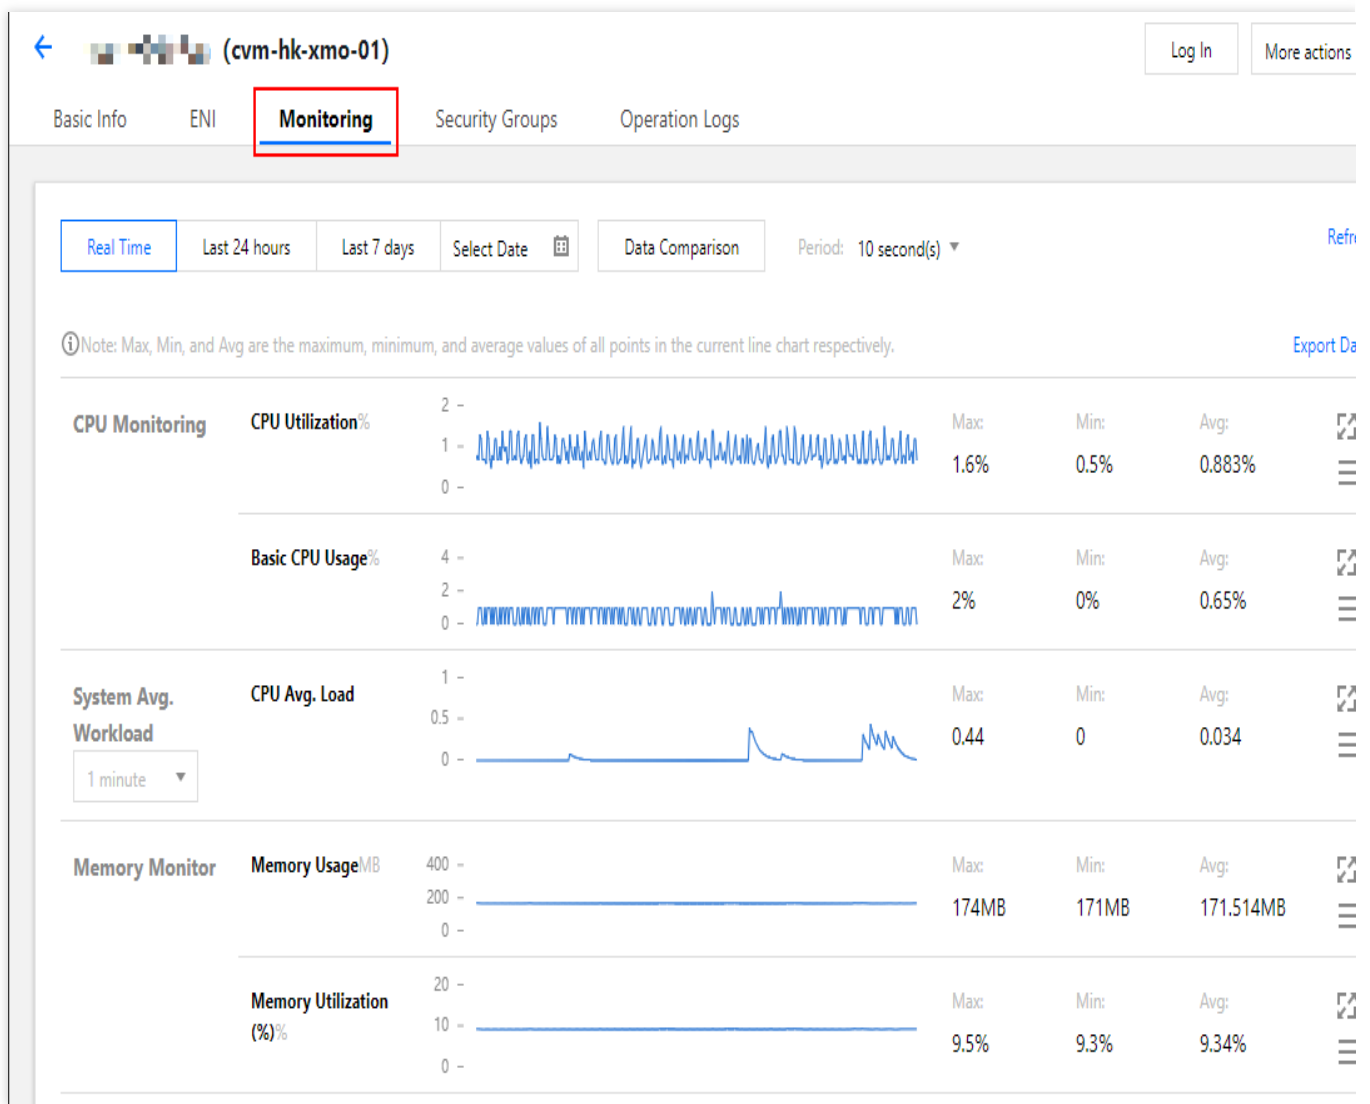 (cvm-hk-xmo-01)
Log In
More actions
Basic Info
ENI
Monitoring
Security Groups
Operation Logs
Real Time
Last 24 hours
Last 7 days
Select Date
Data Comparison
Period: 10 second(s)
Refre
Note: Max, Min, and Avg are the maximum, minimum, and average values of all points in the current line chart respectively.
Export Da
CPU Monitoring
CPU Utilization%
2
1
0
Max:
1.6%
Min:
0.5%
Avg:
0.883%
Basic CPU Usage%
4
2
0
Max:
2%
Min:
0%
Avg:
0.65%
System Avg.
Workload
1 minute
CPU Avg. Load
1
0.5
0
Max:
0.44
Min:
0
Avg:
0.034
Memory Monitor
Memory UsageMB
400
200
0
Max:
174MB
Min:
171MB
Avg:
171.514MB
Memory Utilization
(%)%
20
10
0
Max:
9.5%
Min:
9.3%
Avg:
9.34%